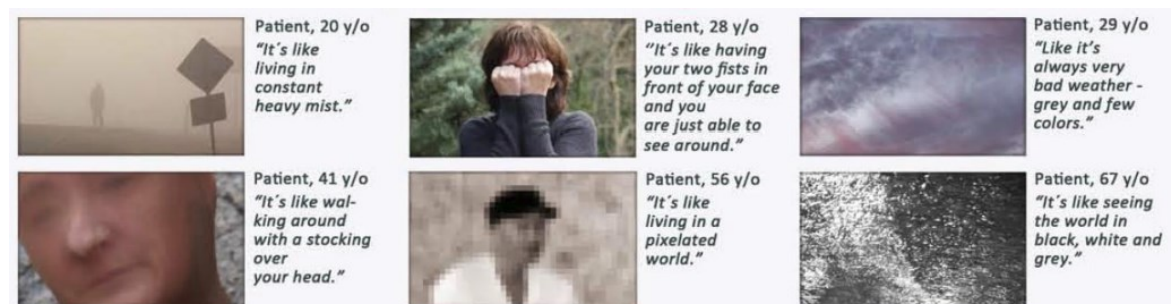 Patient, 20 y/o
“It´s like
living in
constant
heavy mist.”
Patient, 28 y/o
“It´s like having
your two fists in
front of your face
and you
are just able to
see around.”
Patient, 29 y/o
“Like it’s
always very
bad weather -
grey and few
colors.”
Patient, 41 y/o
“It´s like wal-
king around
with a stocking
over
your head.”
Patient, 56 y/o
“It´s like
living in a
pixelated
world.”
Patient, 67 y/o
“It´s like seeing
the world in
black, white and
grey.”